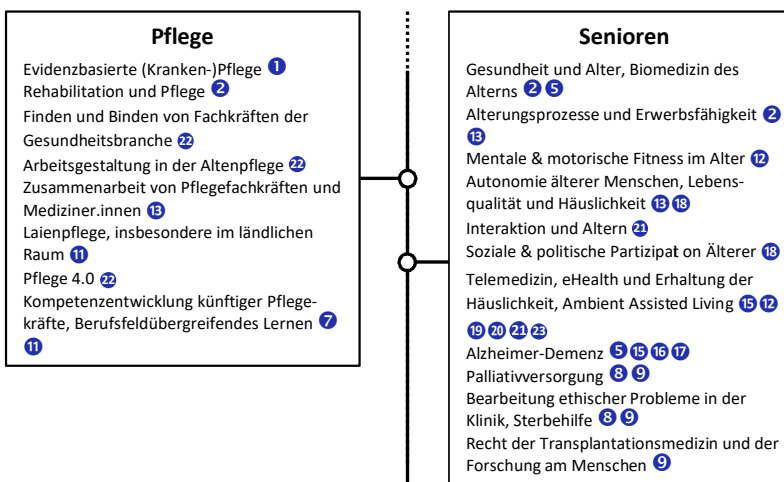 Pflege
Evidenzbasierte (Kranken-)Pflege 1
Rehabilitation und Pflege 2
Finden und Binden von Fachkräften der
Gesundheitsbranche 22
Arbeitsgestaltung in der Altenpflege 22
Zusammenarbeit von Pflegefachkräften und
Mediziner.innen 13
Laienpflege, insbesondere im ländlichen
Raum 11
Pflege 4.0 22
Kompetenzentwicklung künftiger Pflege-
kräfte, Berufsfeldübergreifendes Lernen 7
11
Senioren
Gesundheit und Alter, Biomedizin des
Alterns 2 5
Alterungsprozesse und Erwerbsfähigkeit 2
13
Mentale & motorische Fitness im Alter 12
Autonomie älterer Menschen, Lebens-
qualität und Häuslichkeit 13 18
Interaktion und Altern 21
Soziale & politische Partizipat on Älterer 18
Telemedizin, eHealth und Erhaltung der
Häuslichkeit, Ambient Assisted Living 15 12
19 20 21 23
Alzheimer-Demenz 5 15 16 17
Palliativversorgung 8 9
Bearbeitung ethischer Probleme in der
Klinik, Sterbehilfe 8 9
Recht der Transplantationsmedizin und der
Forschung am Menschen 9